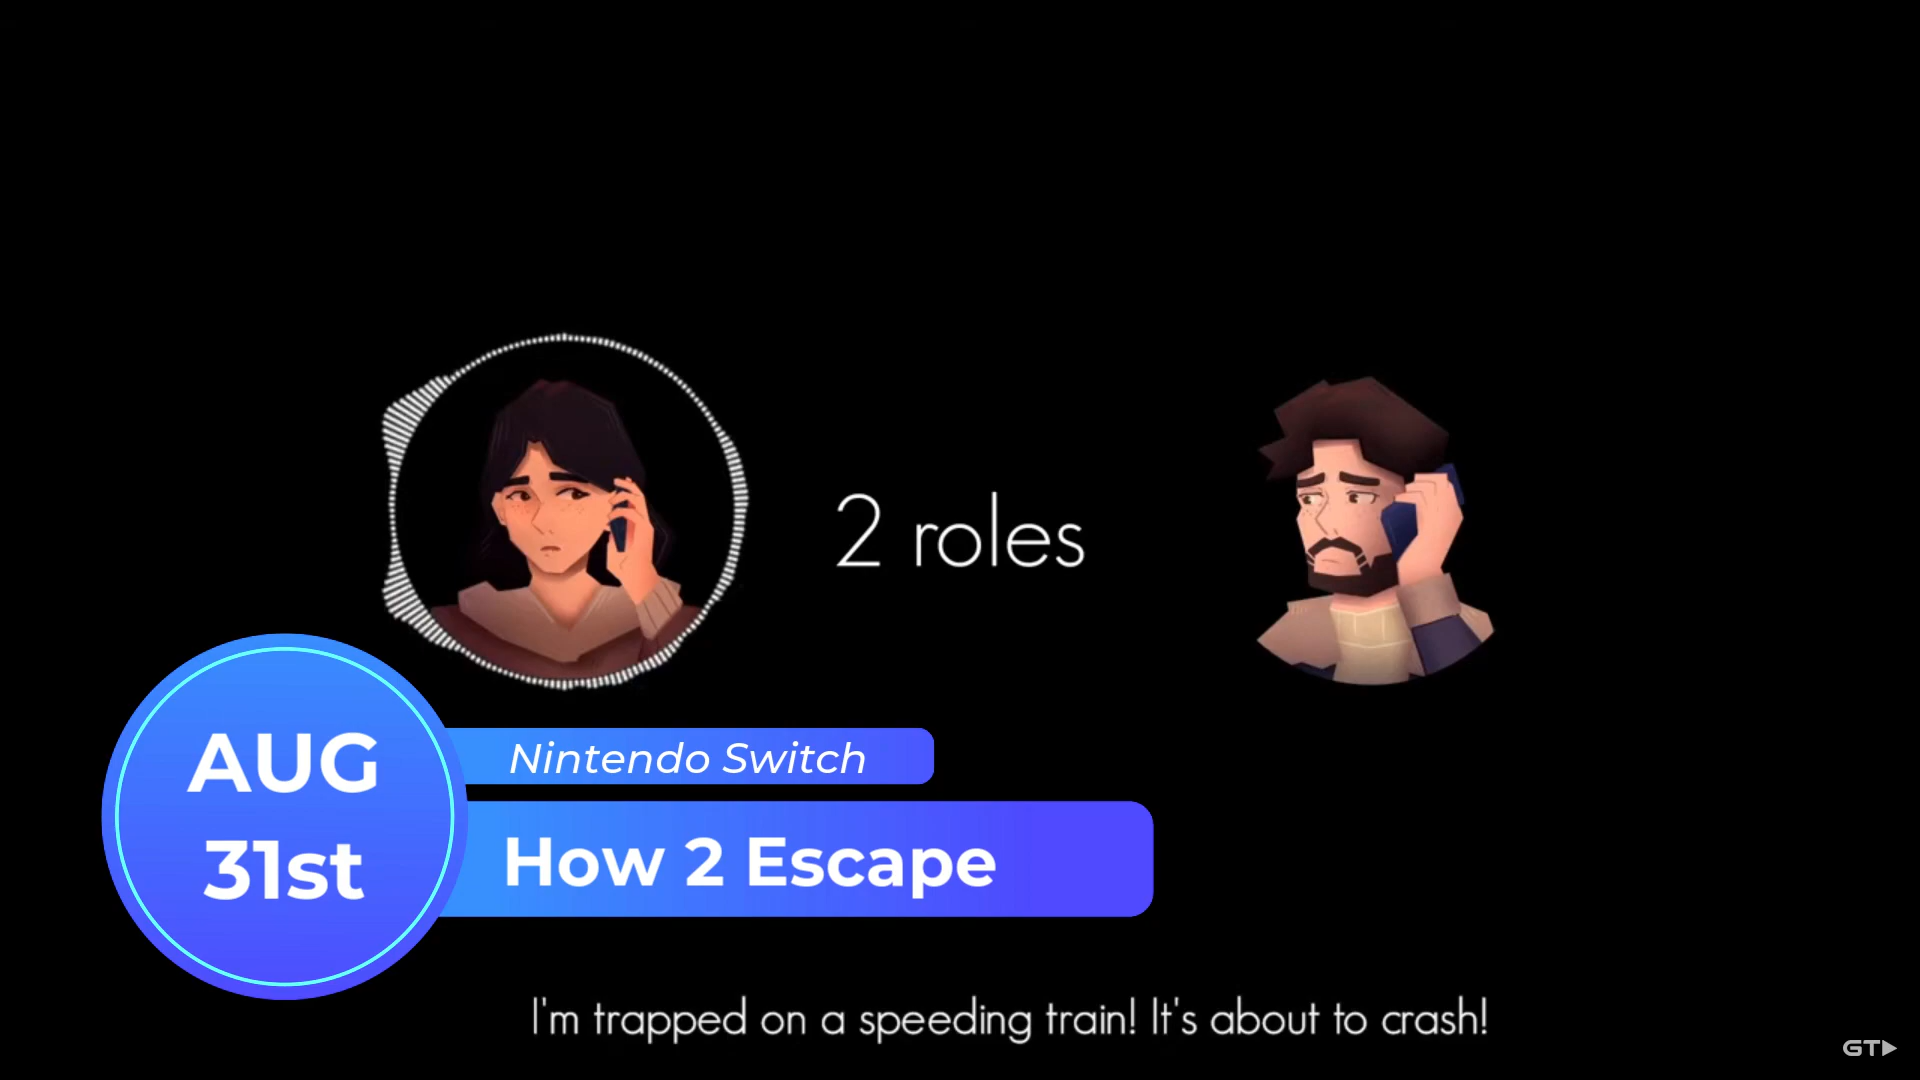 2 roles
AUG
31st
Nintendo Switch
How 2 Escape
I'm trapped on a speeding train! It's about to crash!
GT